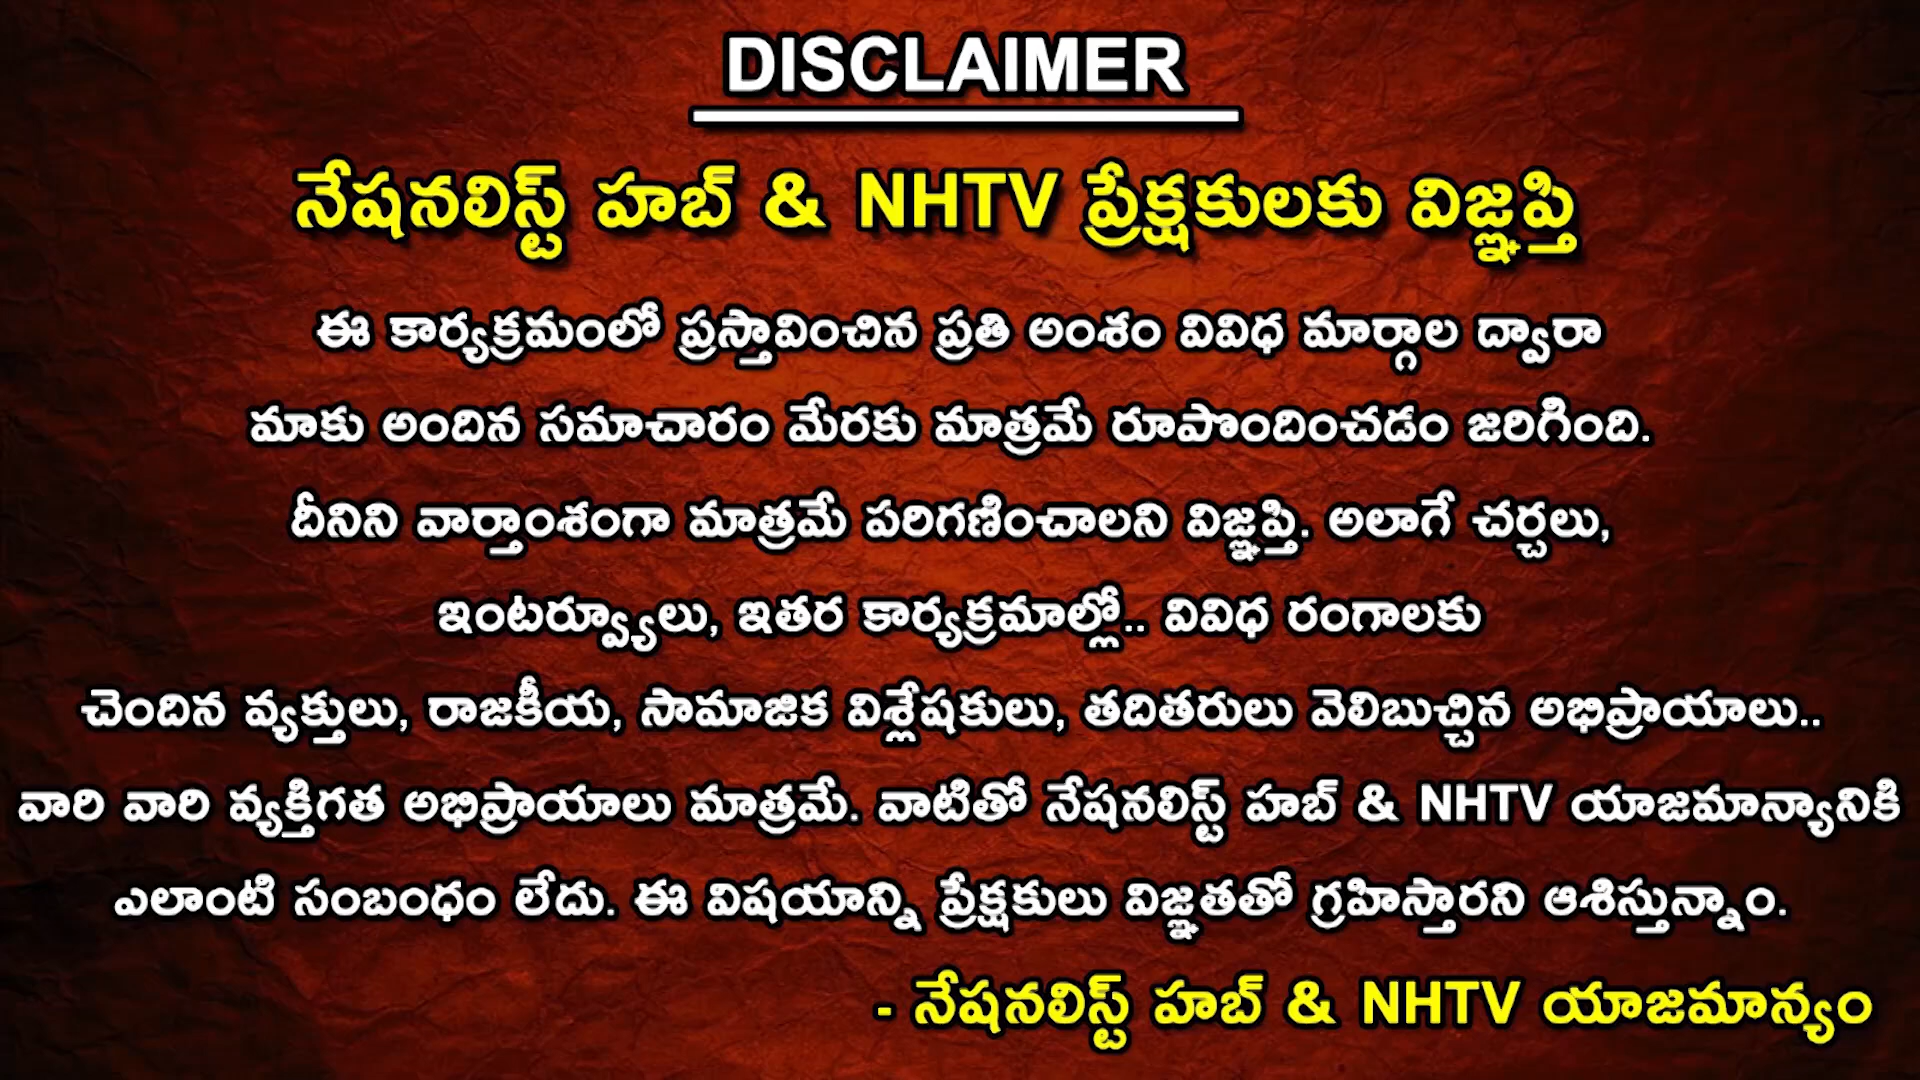 DISCLAIMER
నేషనలిస్ట్ హబ్ & NHTV ప్రేక్షకులకు విజ్ఞప్తి
ఈ కార్యక్రమంలో ప్రస్తావించిన ప్రతి అంశం వివిధ మార్గాల ద్వారా
మాకు అందిన సమాచారం మేరకు మాత్రమే రూపొందించడం జరిగింది.
దీనిని వార్తాంశంగా మాత్రమే పరిగణించాలని విజ్ఞప్తి. అలాగే చర్చలు,
ఇంటర్వ్యూలు, ఇతర కార్యక్రమాల్లో.. వివిధ రంగాలకు
చెందిన వ్యక్తులు, రాజకీయ, సామాజిక విశ్లేషకులు, తదితరులు వెలిబుచ్చిన అభిప్రాయాలు..
వారి వారి వ్యక్తిగత అభిప్రాయాలు మాత్రమే. వాటితో నేషనలిస్ట్ హబ్ & NHTV యాజమాన్యానికి
ఎలాంటి సంబంధం లేదు. ఈ విషయాన్ని ప్రేక్షకులు విజ్ఞతతో గ్రహిస్తారని ఆశిస్తున్నాం.
- నేషనలిస్ట్ హబ్ & NHTV యాజమాన్యం